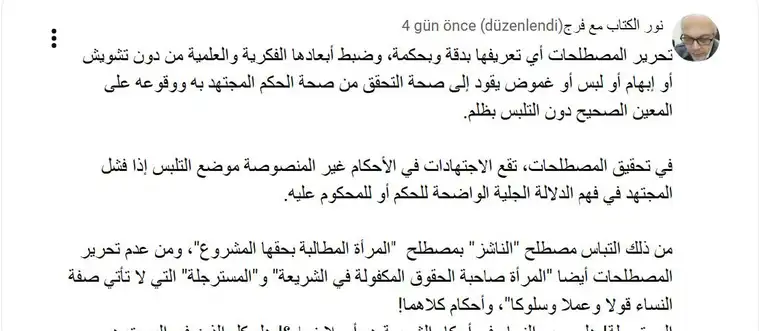 نور الكتاب مع فرج 4 gün önce (düzenlendi)
تحرير المصطلحات أي تعريفها بدقة وبحكمة، وضبط أبعادها الفكرية والعلمية من دون تشويش
أو إبهام أو لبس أو غموض يقود إلى صحة التحقق من صحة الحكم المجتهد به ووقوعه على
المعين الصحيح دون التلبس بظلم.
في تحقيق المصطلحات، تقع الاجتهادات في الأحكام غير المنصوصة موضع التلبس إذا فشل
المجتهد في فهم الدلالة الجلية الواضحة للحكم أو للمحكوم عليه.
من ذلك التباس مصطلح "الناشز" بمصطلح "المرأة المطالبة بحقها المشروع"، ومن عدم تحرير
المصطلحات أيضا "المرأة صاحبة الحقوق المكفولة في الشريعة" و"المسترجلة" التي لا تأتي صفة
النساء قولا وعملا وسلوكا"، وأحكام كلاهما!